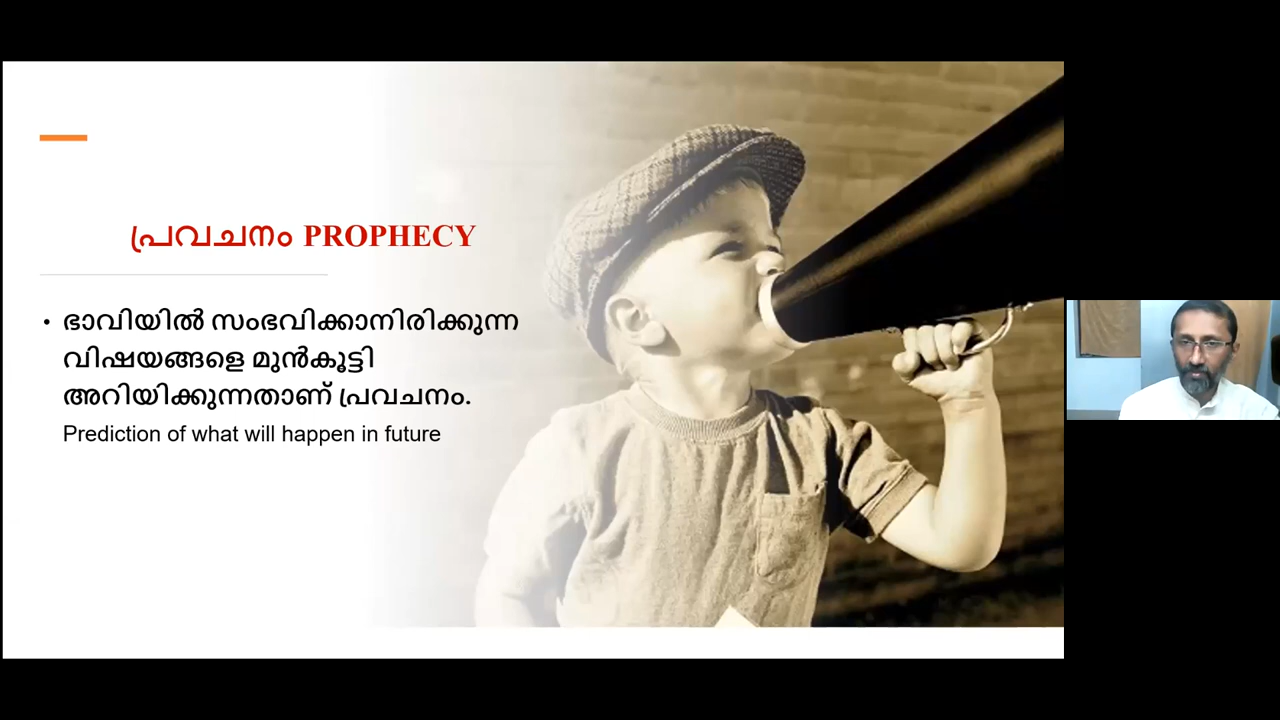 പ്രവചനം PROPHECY
• ഭാവിയിൽ സംഭവിക്കാനിരിക്കുന്ന
വിഷയങ്ങളെ മുൻകൂട്ടി
അറിയിക്കുന്നതാണ് പ്രവചനം.
Prediction of what will happen in future